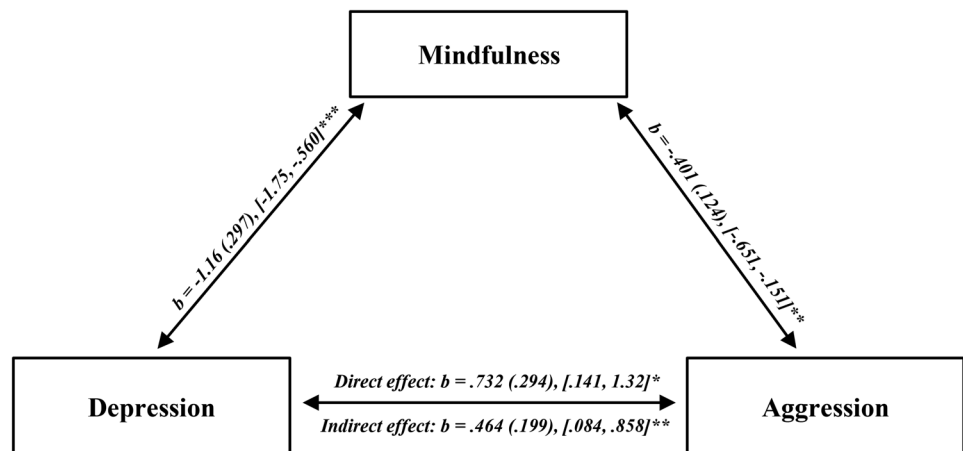 Mindfulness
b = -1.16 (.297), [-1.75, -.560]***
b = -.401 (.124), [-.651, -.151]**
Depression
Direct effect: b = .732 (.294), [.141, 1.32]*
Indirect effect: b = .464 (.199), [.084, .858]**
Aggression